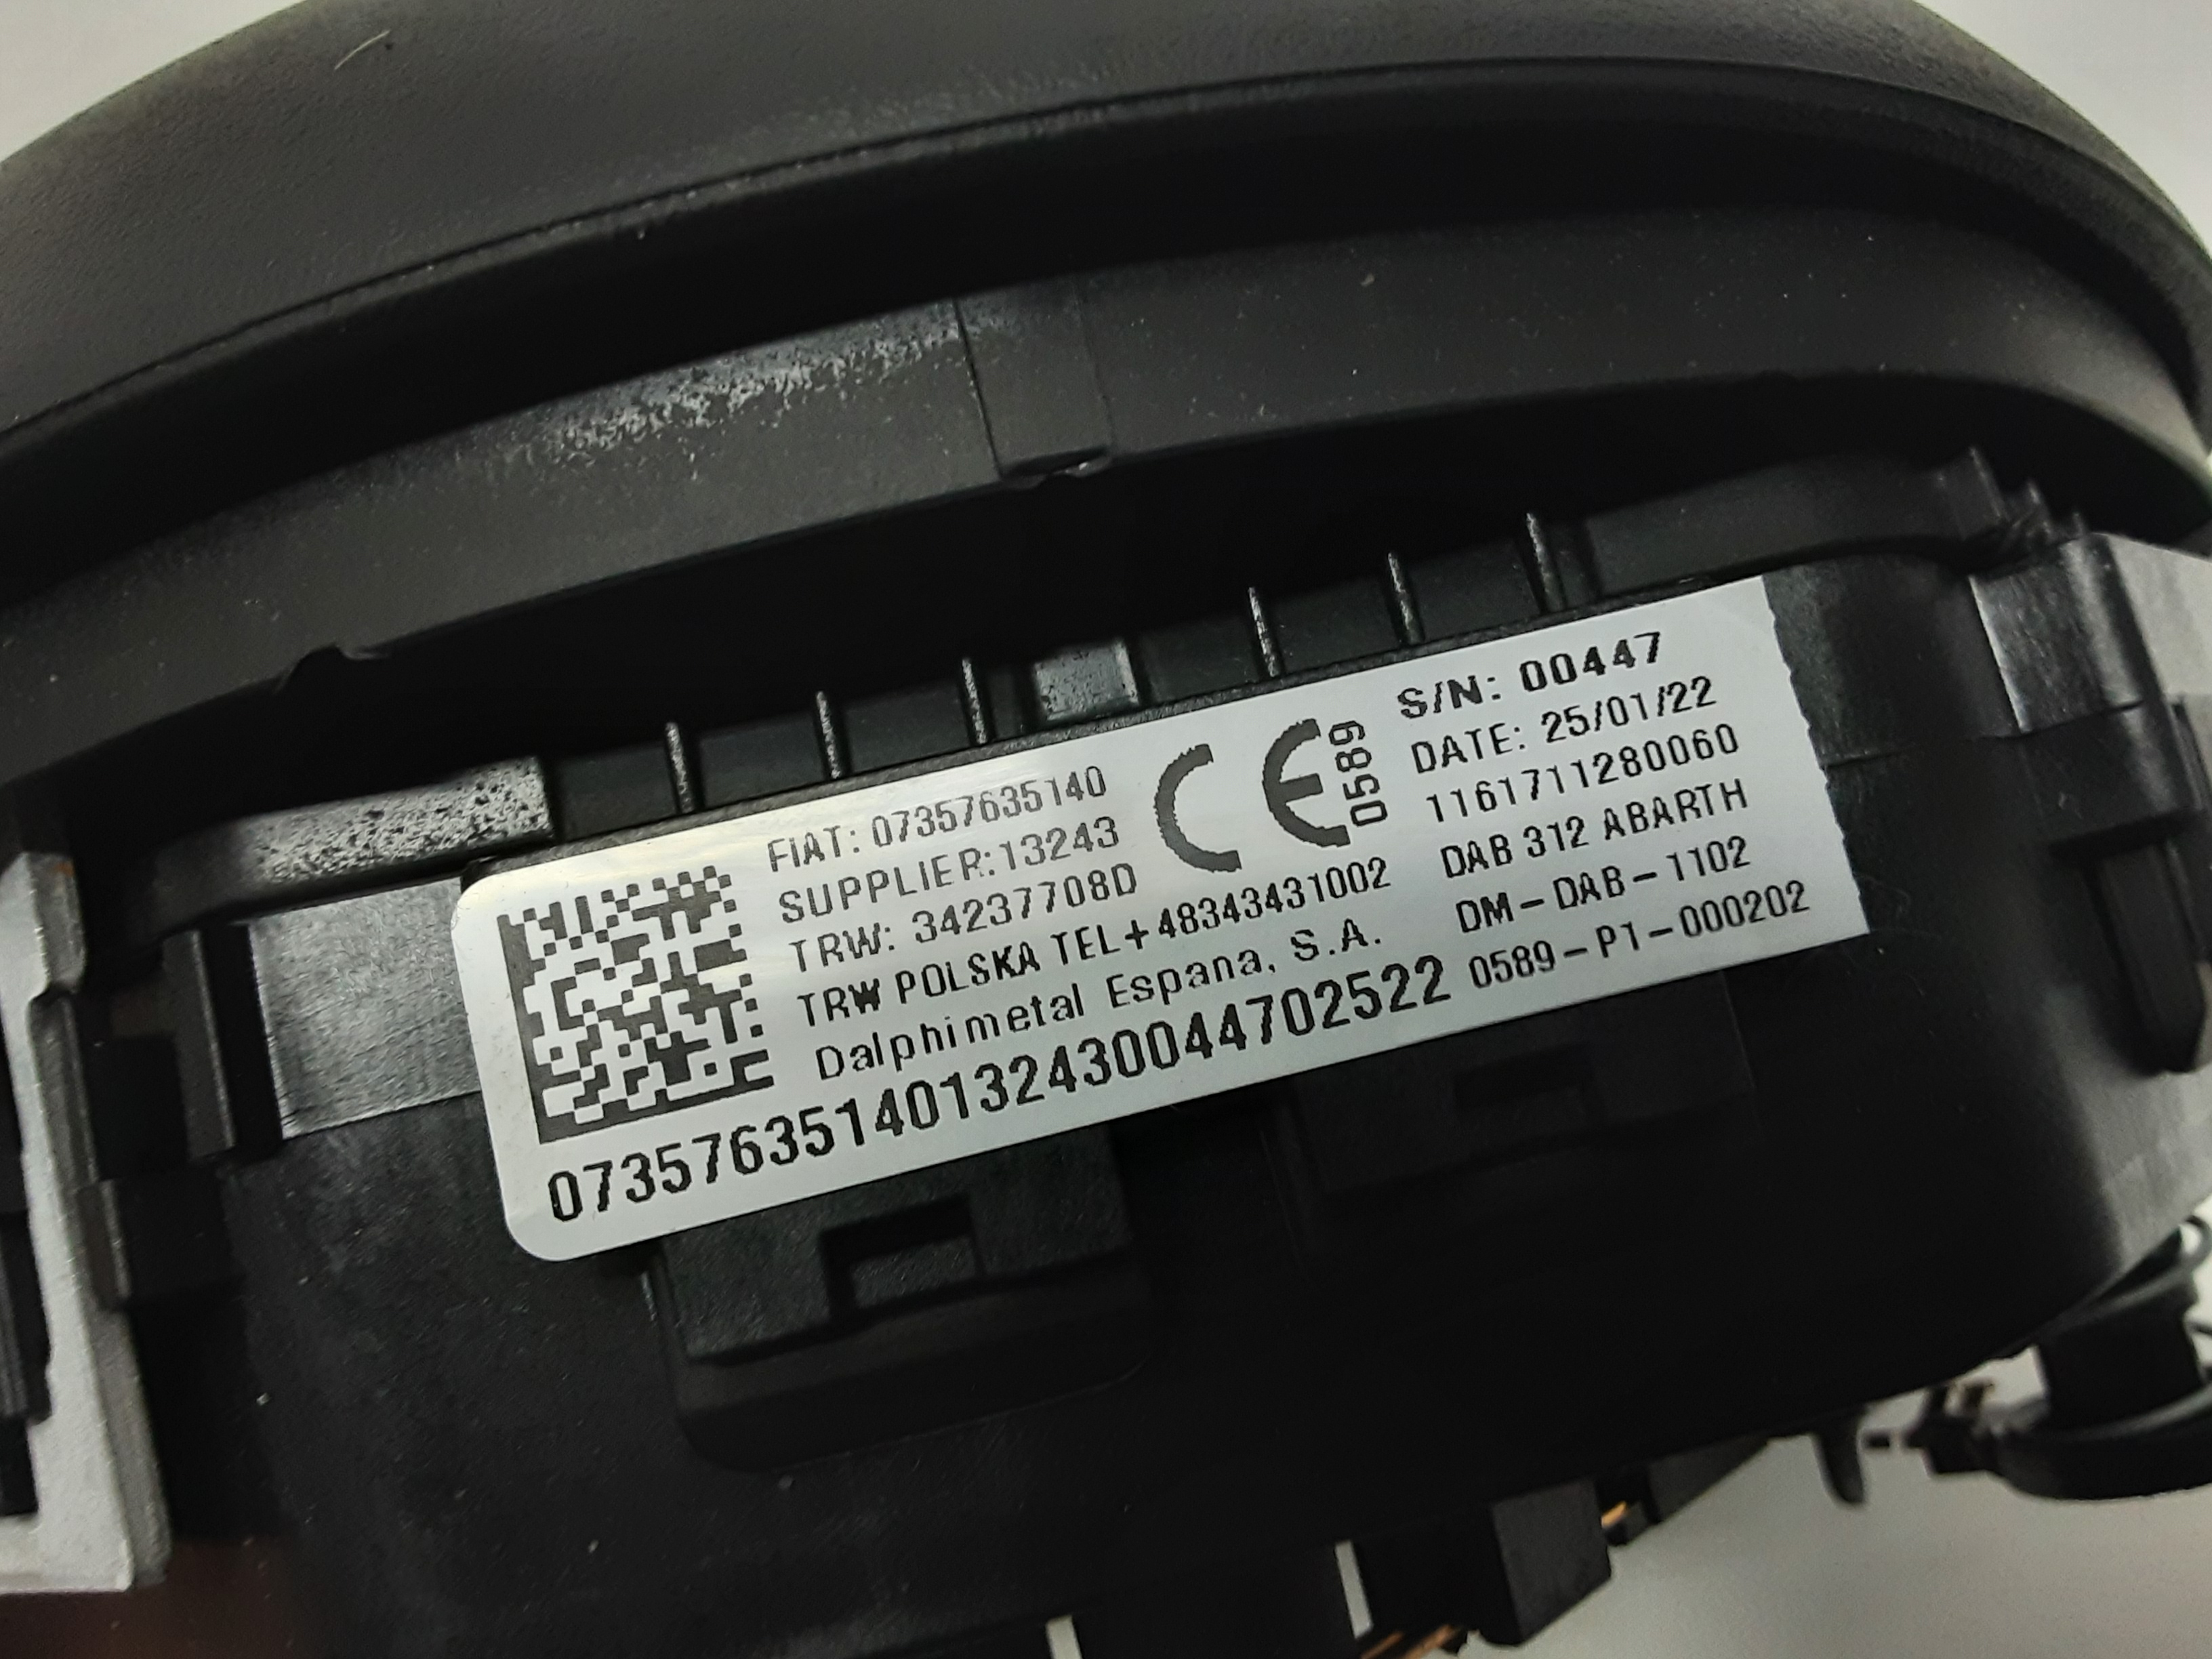 FIAT: 07357635140
SUPPLIER:13243
TRW: 34237708D
TRW POLSKA TEL+48343431002
Dalphimetal Espana, S.A.
07357635140132430044702522
CE
0589
S/N: 00447
DATE: 25/01/22
1161711280060
DAB 312 ABARTH
DM-DAB-1102
0589-P1-000202